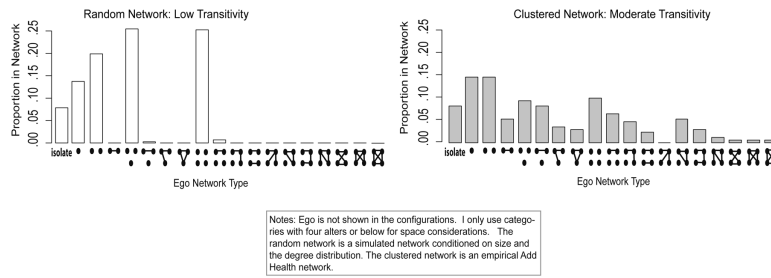 Random Network: Low Transitivity
Proportion in Network
.00 .05 .10 .15 .20 .25
isolate
Ego Network Type
Clustered Network: Moderate Transitivity
Proportion in Network
.00 .05 .10 .15 .20 .25
isolate
Ego Network Type
Notes: Ego is not shown in the configurations. I only use catego-
ries with four alters or below for space considerations. The
random network is a simulated network conditioned on size and
the degree distribution. The clustered network is an empirical Add
Health network.